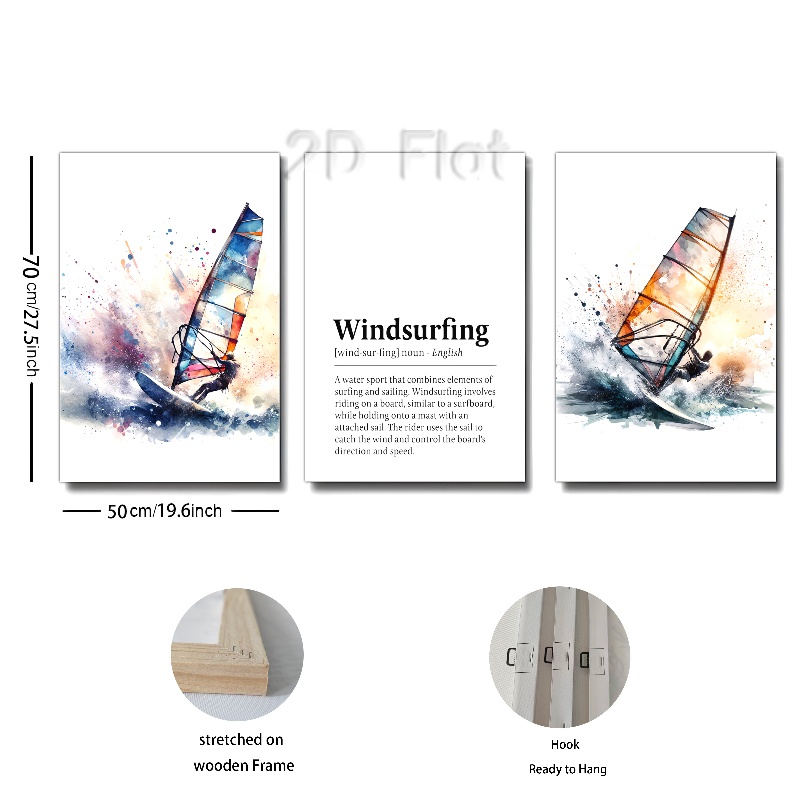 2D Flat
70 cm/27.5inch
Windsurfing
[wind-sur-fing] noun - English
A water sport that combines elements of
surfing and sailing. Windsurfing involves
riding on a board, similar to a surfboard,
while holding onto a mast with an
attached sail. The rider uses the sail to
catch the wind and control the board's
direction and speed.
50cm/19.6inch
stretched on
wooden Frame
Hook
Ready to Hang